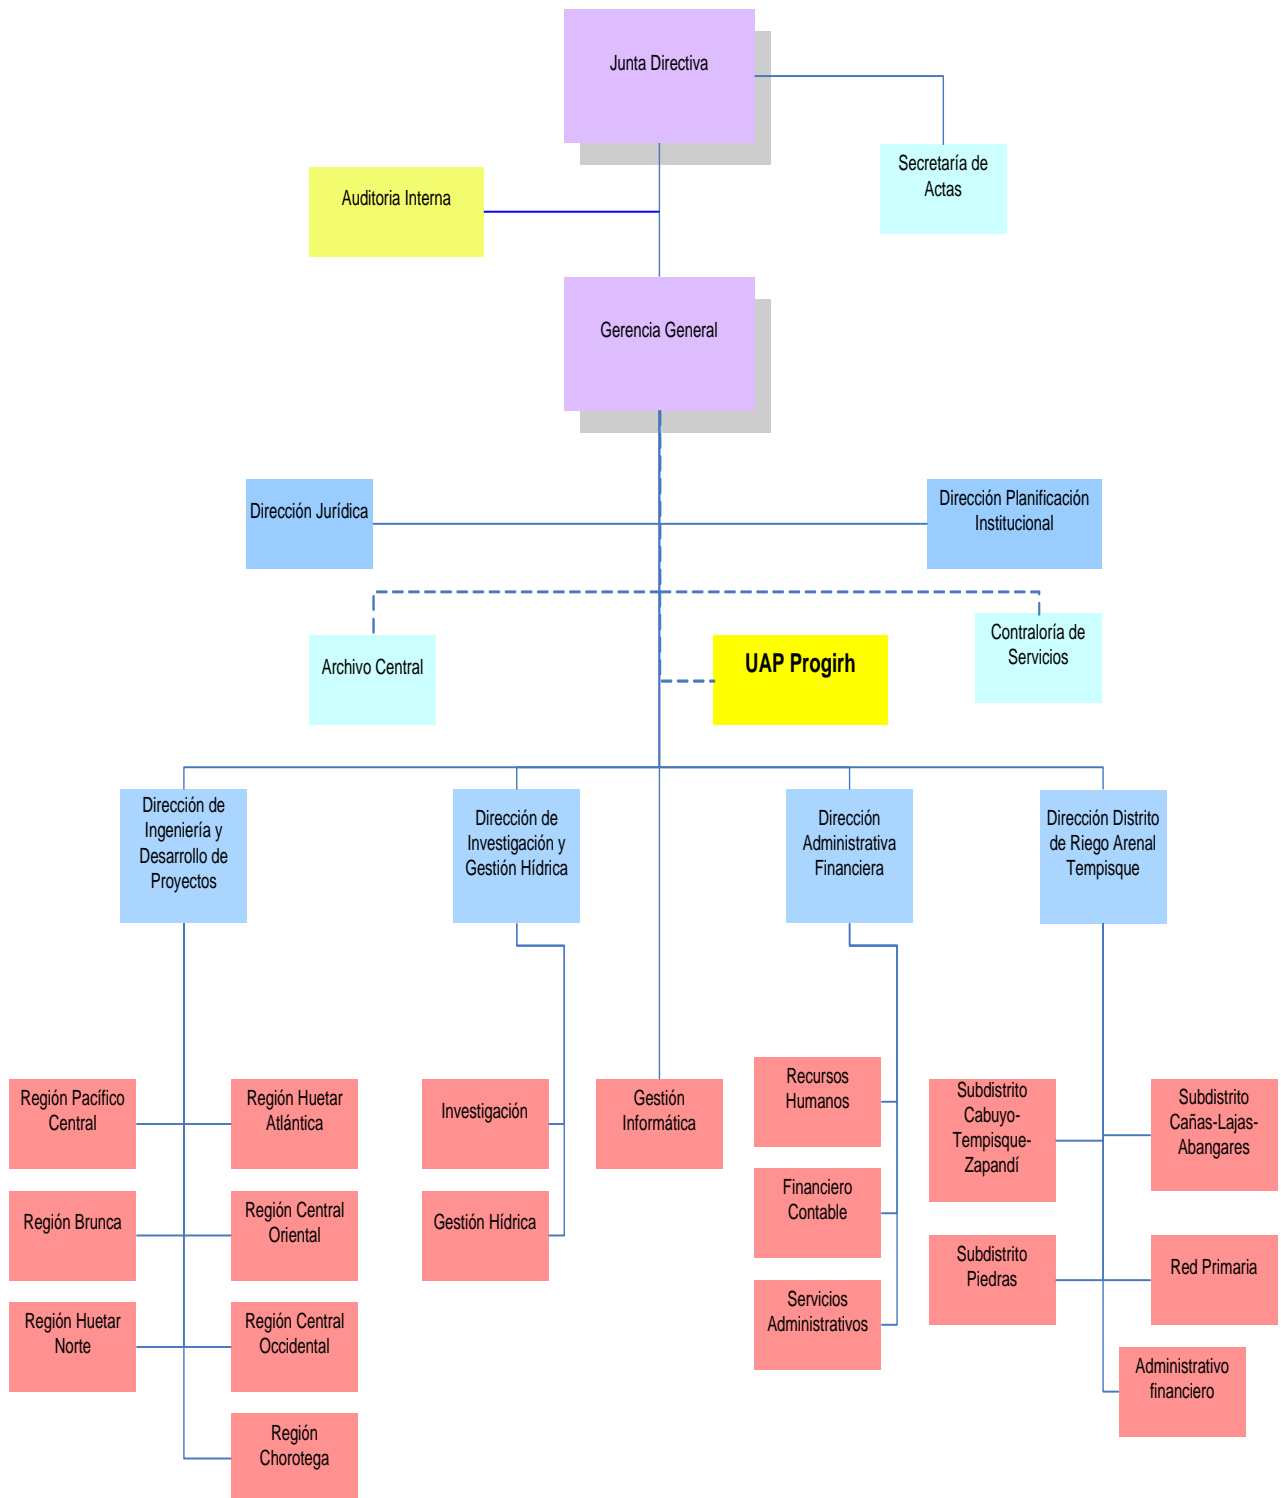 Junta Directiva
Secretaría de
Actas
Auditoria Interna
Gerencia General
Dirección Jurídica
Dirección Planificación
Institucional
Archivo Central
UAP Progirh
Contraloría de
Servicios
Dirección de
Ingeniería y
Desarrollo de
Proyectos
Dirección de
Investigación y
Gestión Hídrica
Dirección
Administrativa
Financiera
Dirección Distrito
de Riego Arenal
Tempisque
Región Pacífico
Central
Región Huetar
Atlántica
Región Brunca
Región Central
Oriental
Región Huetar
Norte
Región Central
Occidental
Región
Chorotega
Investigación
Gestión Hídrica
Gestión
Informática
Recursos
Humanos
Financiero
Contable
Servicios
Administrativos
Subdistrito
Cabuyo-
Tempisque-
Zapandí
Subdistrito
Cañas-Lajas-
Abangares
Subdistrito
Piedras
Red Primaria
Administrativo
financiero